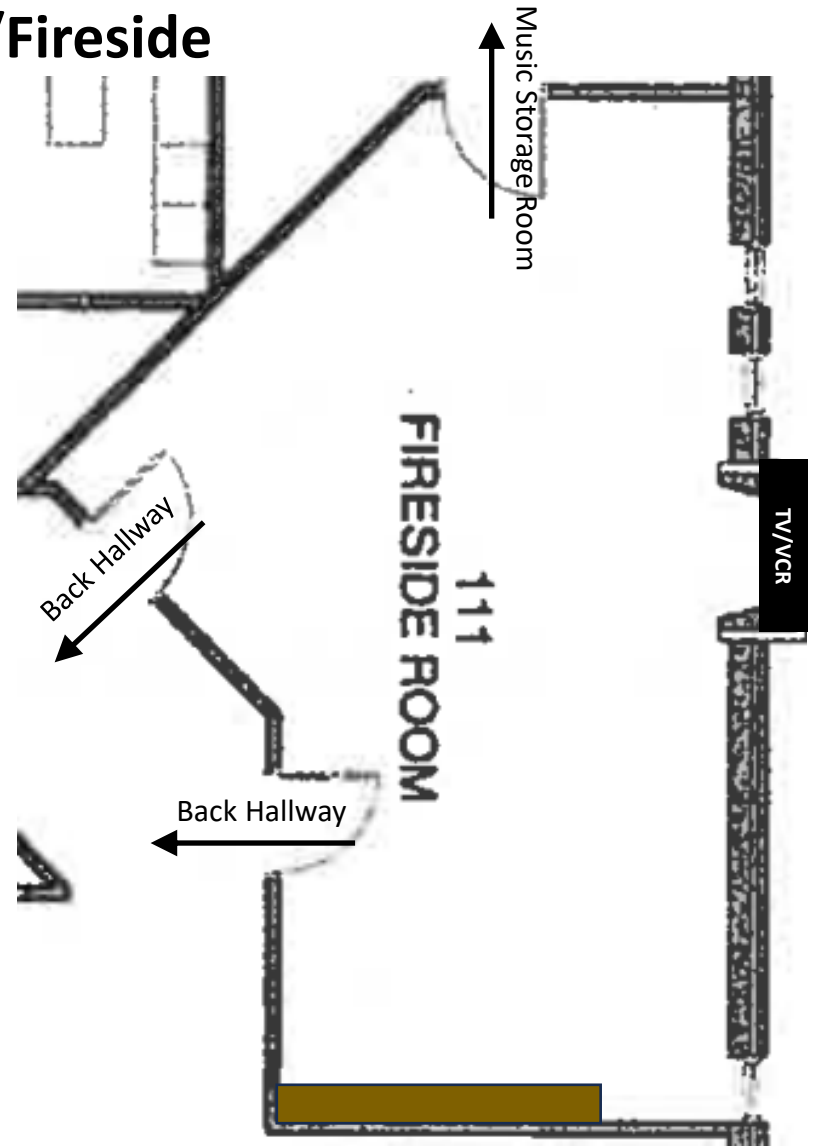 /Fireside
Music Storage Room
TV/VCR
Back Hallway
111
FIRESIDE ROOM
Back Hallway